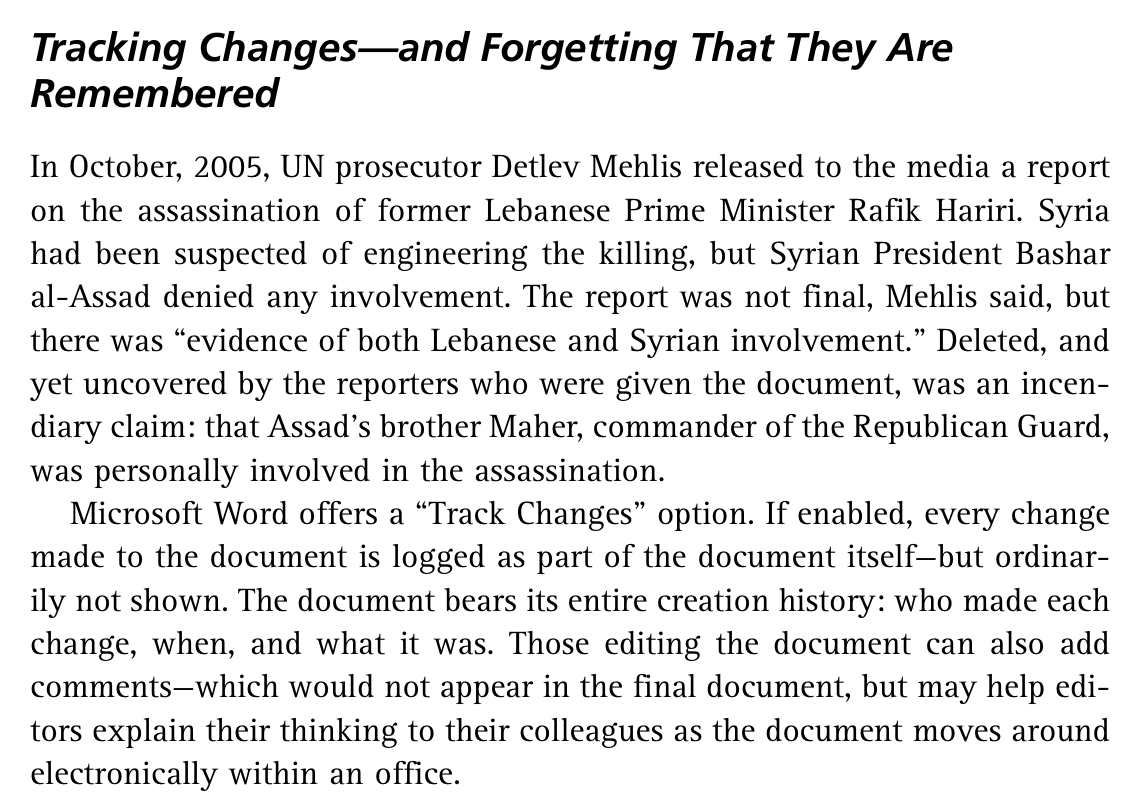 Tracking Changes—and Forgetting That They Are
Remembered
In October, 2005, UN prosecutor Detlev Mehlis released to the media a report
on the assassination of former Lebanese Prime Minister Rafik Hariri. Syria
had been suspected of engineering the killing, but Syrian President Bashar
al-Assad denied any involvement. The report was not final, Mehlis said, but
there was “evidence of both Lebanese and Syrian involvement.” Deleted, and
yet uncovered by the reporters who were given the document, was an incen-
diary claim: that Assad’s brother Maher, commander of the Republican Guard,
was personally involved in the assassination.
Microsoft Word offers a “Track Changes” option. If enabled, every change
made to the document is logged as part of the document itself—but ordinar-
ily not shown. The document bears its entire creation history: who made each
change, when, and what it was. Those editing the document can also add
comments—which would not appear in the final document, but may help edi-
tors explain their thinking to their colleagues as the document moves around
electronically within an office.